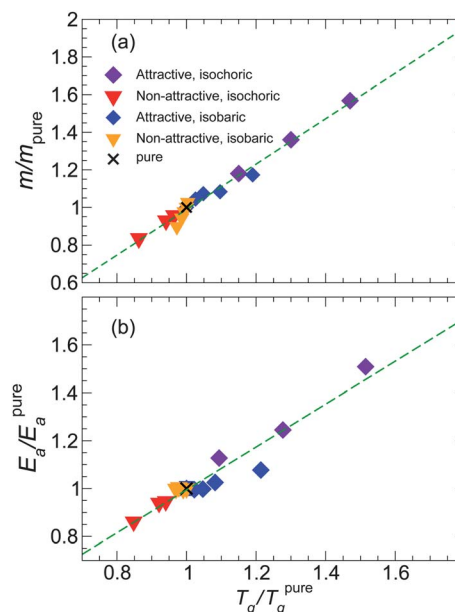 (a)
Attractive, isochoric
Non-attractive, isochoric
Attractive, isobaric
Non-attractive, isobaric
pure
m/m_pure
2
1.8
1.6
1.4
1.2
1
0.8
0.6
(b)
E_a/E_a^pure
1.6
1.4
1.2
1
0.8
0.8 1 1.2 1.4 1.6
T_g/T_g^pure